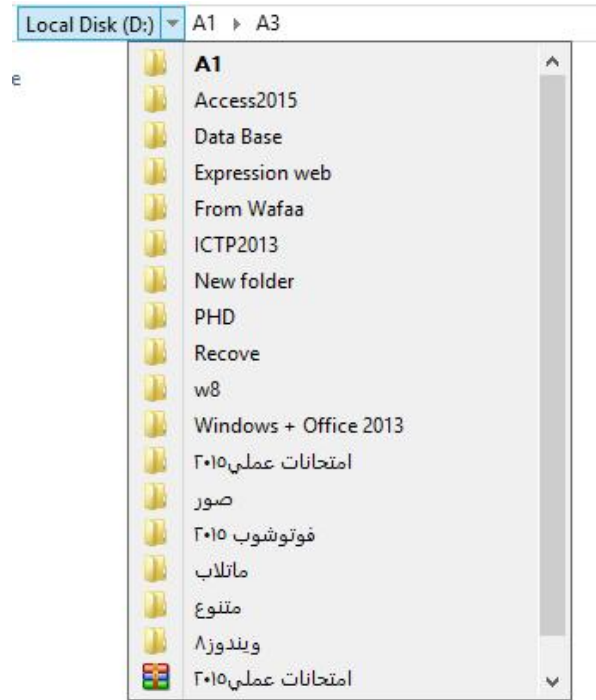 Local Disk (D:) A1 A3
e
A1
Access2015
Data Base
Expression web
From Wafaa
ICTP2013
New folder
PHD
Recove
w8
Windows + Office 2013
امتحانات عملي٢٠١٥
صور
فوتوشوب ٢٠١٥
ماتلاب
متنوع
ويندوز٨
امتحانات عملي٢٠١٥